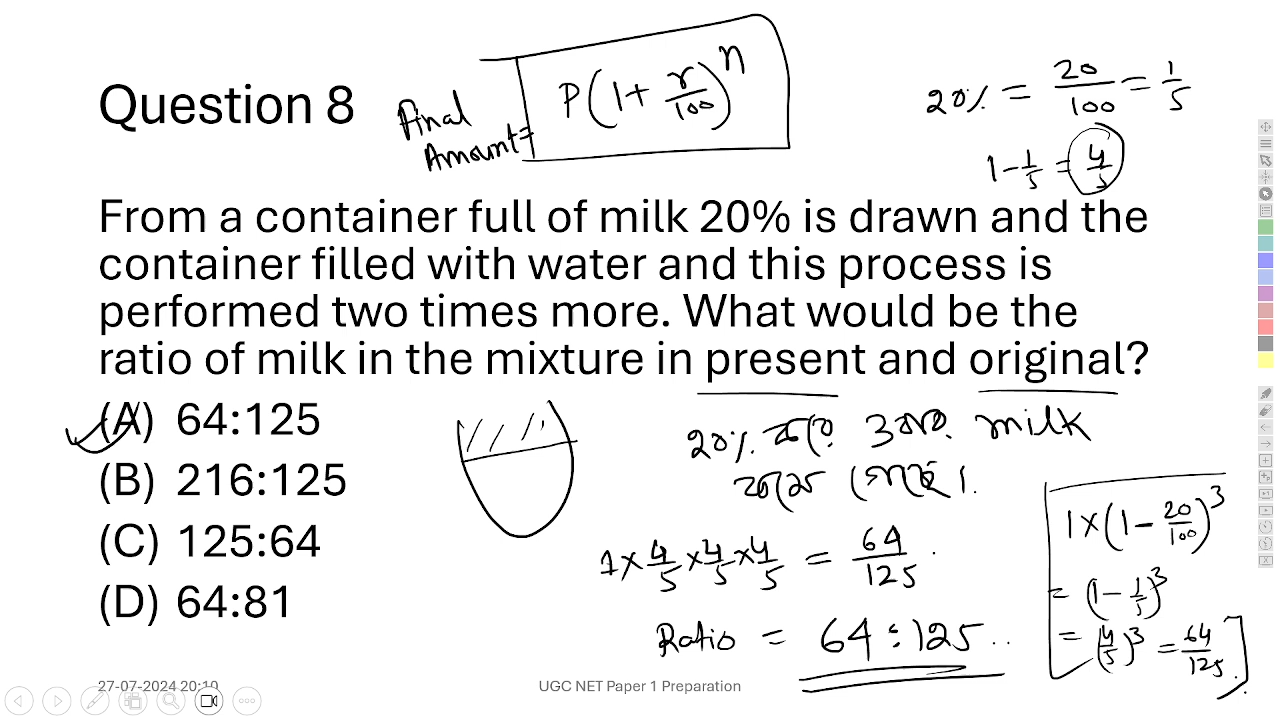 Question 8
Final Amount = P(1 + r/100)^n
20% = 20/100 = 1/5
1 - 1/5 = 4/5
From a container full of milk 20% is drawn and the
container filled with water and this process is
performed two times more. What would be the
ratio of milk in the mixture in present and original?
(A) 64:125
(B) 216:125
(C) 125:64
(D) 64:81
20% milk
1 × 4/5 × 4/5 × 4/5 = 64/125
Ratio = 64 : 125
1 × (1 - 20/100)^3
= (1 - 1/5)^3
= (4/5)^3 = 64/125
27-07-2024 20:10
UGC NET Paper 1 Preparation